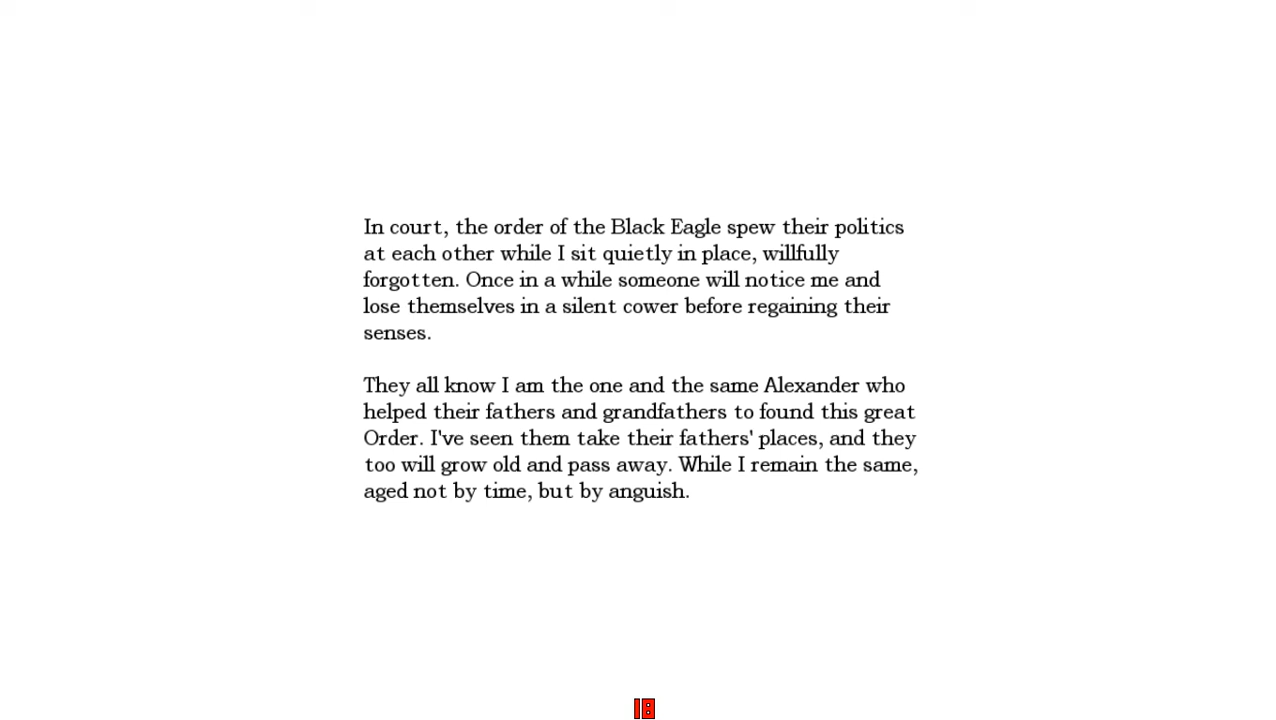 In court, the order of the Black Eagle spew their politics
at each other while I sit quietly in place, willfully
forgotten. Once in a while someone will notice me and
lose themselves in a silent cower before regaining their
senses.
They all know I am the one and the same Alexander who
helped their fathers and grandfathers to found this great
Order. I've seen them take their fathers' places, and they
too will grow old and pass away. While I remain the same,
aged not by time, but by anguish.
18